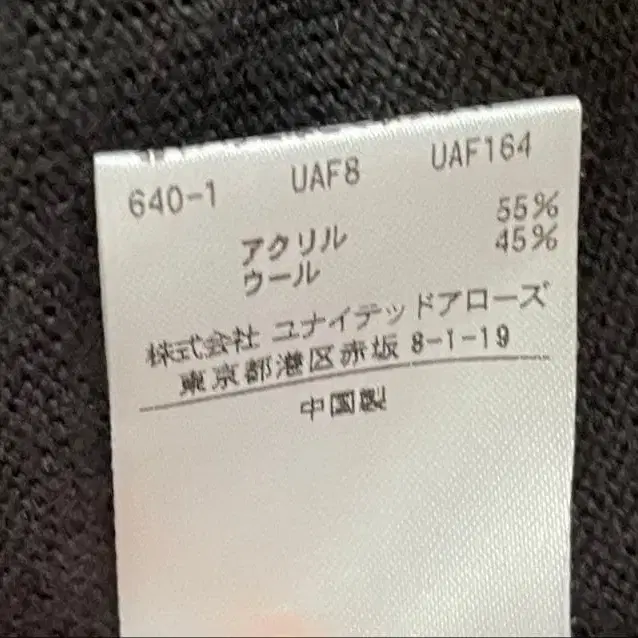 640-1 UAF8 UAF164
アクリル 55%
ウール 45%
株式会社 ユナイテッドアローズ
東京都港区赤坂 8-1-19
中国製